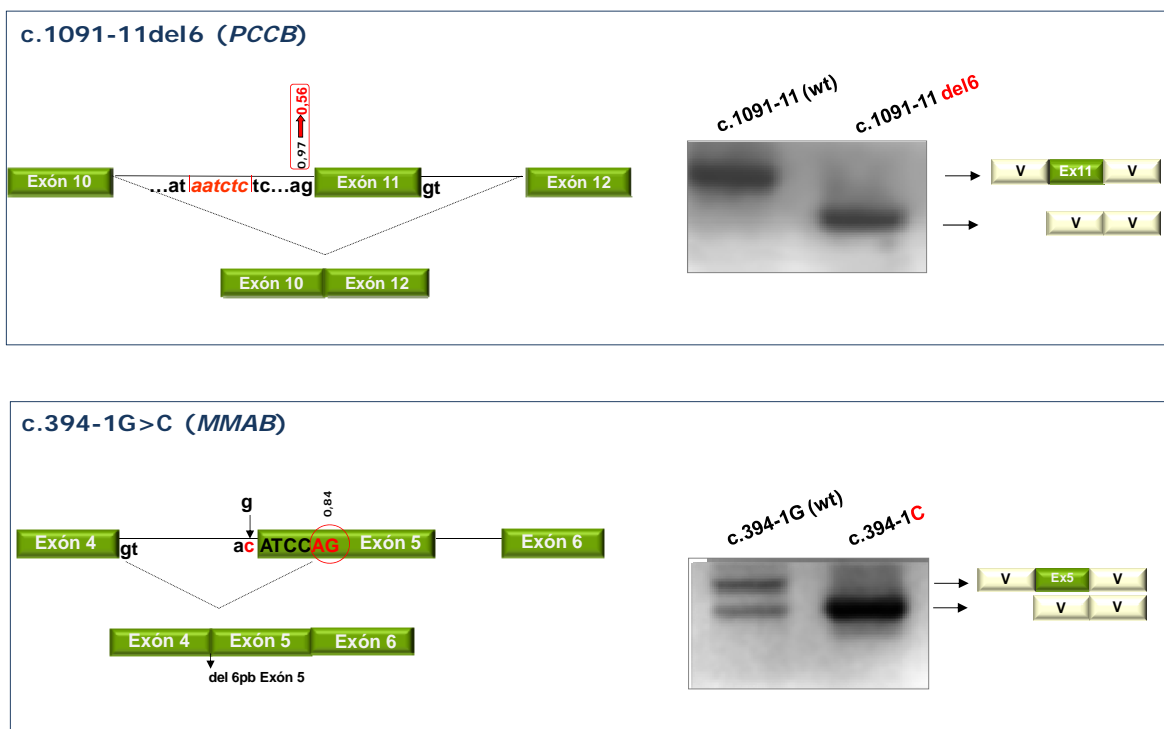 c.1091-11del6 (PCCB)
0,97 0,56
Exón 10 ...at aatctc tc...ag Exón 11 gt Exón 12
Exón 10 Exón 12
c.1091-11 (wt) c.1091-11 del6
V Ex11 V
V V
c.394-1G>C (MMAB)
g 0,84
Exón 4 gt ac ATCCAG Exón 5 Exón 6
Exón 4 Exón 5 Exón 6
del 6pb Exón 5
c.394-1G (wt) c.394-1C
V Ex5 V
V V